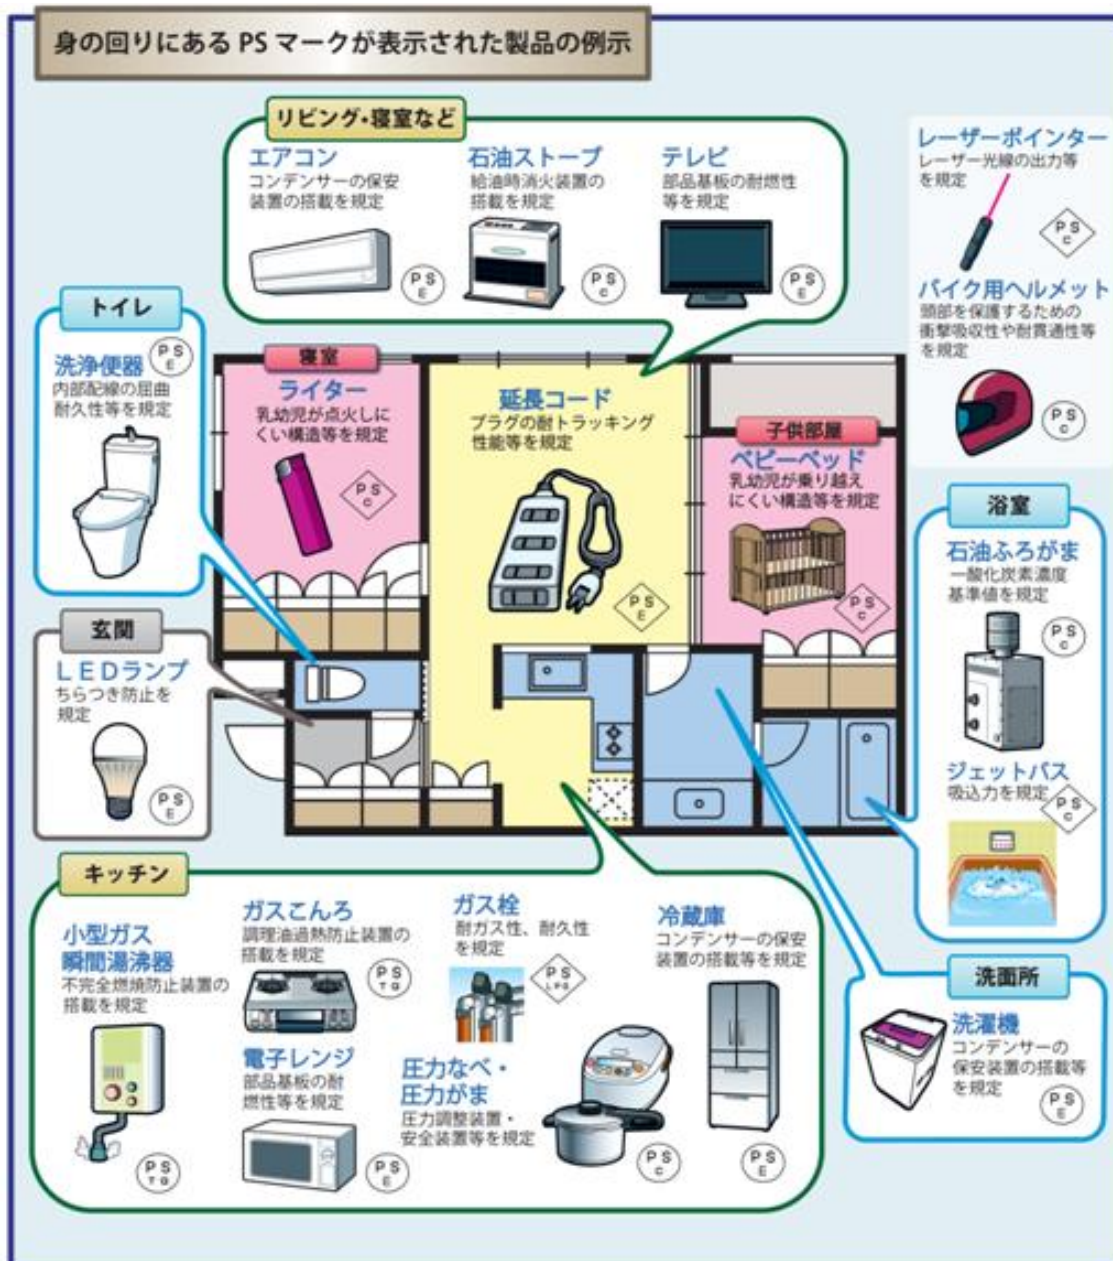 身の回りにある PS マークが表示された製品の例示
リビング・寝室など
エアコン
コンデンサーの保安
装置の搭載を規定
PS
E
石油ストーブ
給油時消火装置の
搭載を規定
PS
C
テレビ
部品基板の耐燃性
等を規定
PS
E
レーザーポインター
レーザー光線の出力等
を規定
PS
C
バイク用ヘルメット
頭部を保護するための
衝撃吸収性や耐貫通性等
を規定
PS
C
トイレ
洗浄便器
PS
E
内部配線の屈曲
耐久性等を規定
寝室
ライター
乳幼児が点火しに
くい構造等を規定
PS
C
延長コード
プラグの耐トラッキング
性能等を規定
PS
E
子供部屋
ベビーベッド
乳幼児が乗り越え
にくい構造等を規定
PS
C
浴室
石油ふろがま
一酸化炭素濃度
基準値を規定
PS
C
ジェットバス
吸込力を規定
PS
C
玄関
LEDランプ
ちらつき防止を
規定
PS
E
キッチン
小型ガス
瞬間湯沸器
不完全燃焼防止装置の
搭載を規定
PS
TG
ガスこんろ
調理油過熱防止装置の
搭載を規定
PS
TG
電子レンジ
部品基板の耐
燃性等を規定
PS
E
ガス栓
耐ガス性、耐久性
を規定
PS
LPG
圧力なべ・
圧力がま
圧力調整装置・
安全装置等を規定
PS
C
冷蔵庫
コンデンサーの保安
装置の搭載等を規定
PS
E
洗面所
洗濯機
コンデンサーの
保安装置の搭載等
を規定
PS
E